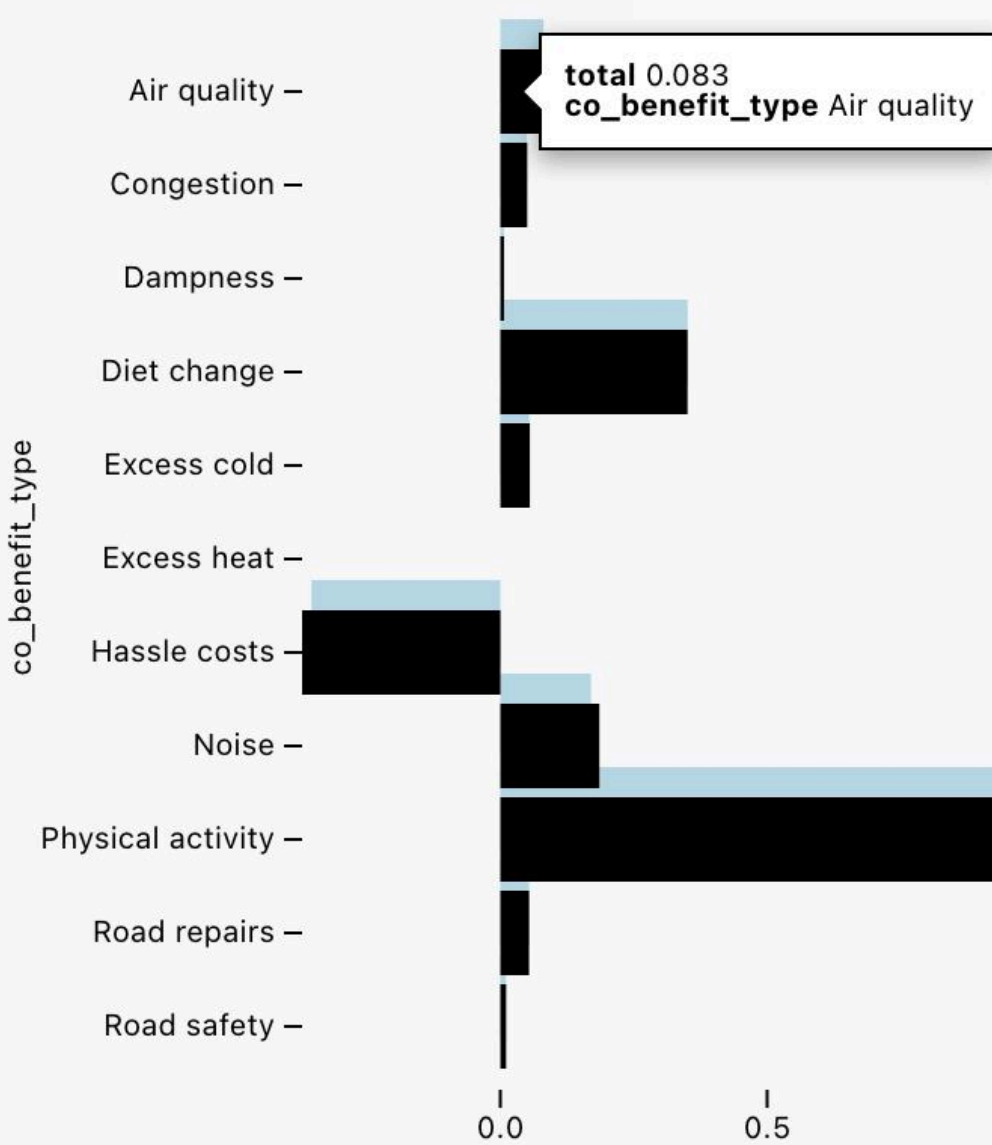 total 0.083
co_benefit_type Air quality
Air quality
Congestion
Dampness
Diet change
Excess cold
Excess heat
Hassle costs
Noise
Physical activity
Road repairs
Road safety
co_benefit_type
0.0
0.5